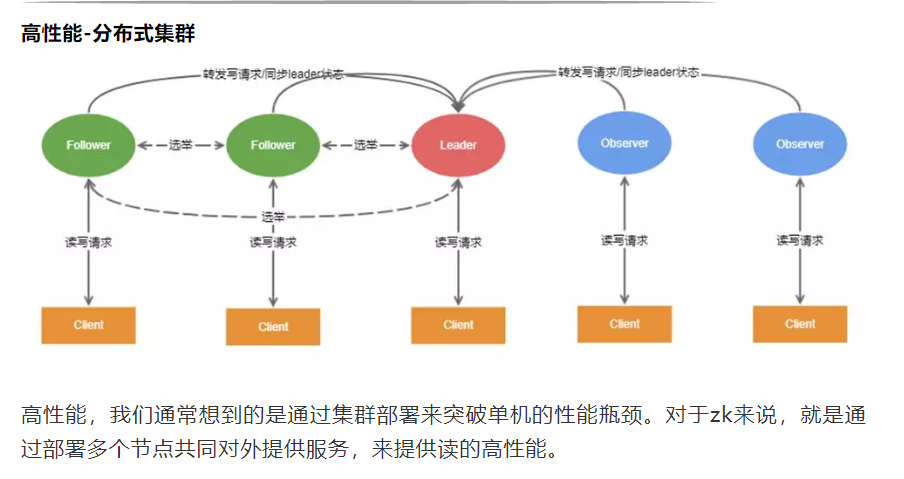 高性能-分布式集群
转发写请求/同步leader状态
转发写请求/同步leader状态
Follower
选举
Follower
选举
Leader
Observer
Observer
选举
读写请求
读写请求
读写请求
读写请求
读写请求
Client
Client
Client
Client
Client
高性能，我们通常想到的是通过集群部署来突破单机的性能瓶颈。对于zk来说，就是通
过部署多个节点共同对外提供服务，来提供读的高性能。